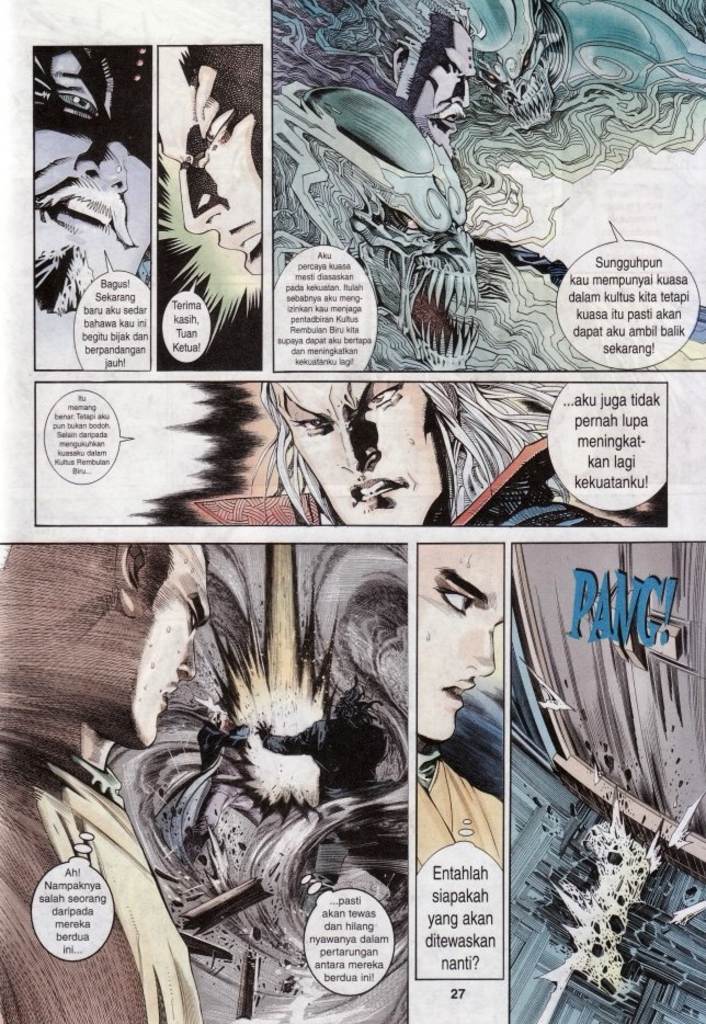 Bagus!
Sekarang
baru aku sedar
bahawa kau ini
begitu bijak dan
berpandangan
jauh!
Terima
kasih,
Tuan
Ketua!
Aku
percaya kuasa
mesti diasaskan
pada kekuatan. Itulah
sebabnya aku meng-
izinkan kau menjaga
pentadbiran Kultus
Rembulan Biru kita
supaya dapat aku bertapa
dan meningkatkan
kekuatanku lagi!
Sungguhpun
kau mempunyai kuasa
dalam kultus kita tetapi
kuasa itu pasti akan
dapat aku ambil balik
sekarang!
Itu
memang
benar. Tetapi aku
pun bukan bodoh.
Selain daripada
mengukuhkan
kuasaku dalam
Kultus Rembulan
Biru...
...aku juga tidak
pernah lupa
meningkat-
kan lagi
kekuatanku!
Ah!
Nampaknya
salah seorang
daripada
mereka
berdua
ini...
...pasti
akan tewas
dan hilang
nyawanya dalam
pertarungan
antara mereka
berdua ini!
Entahlah
siapakah
yang akan
ditewaskan
nanti?
PANG!
27